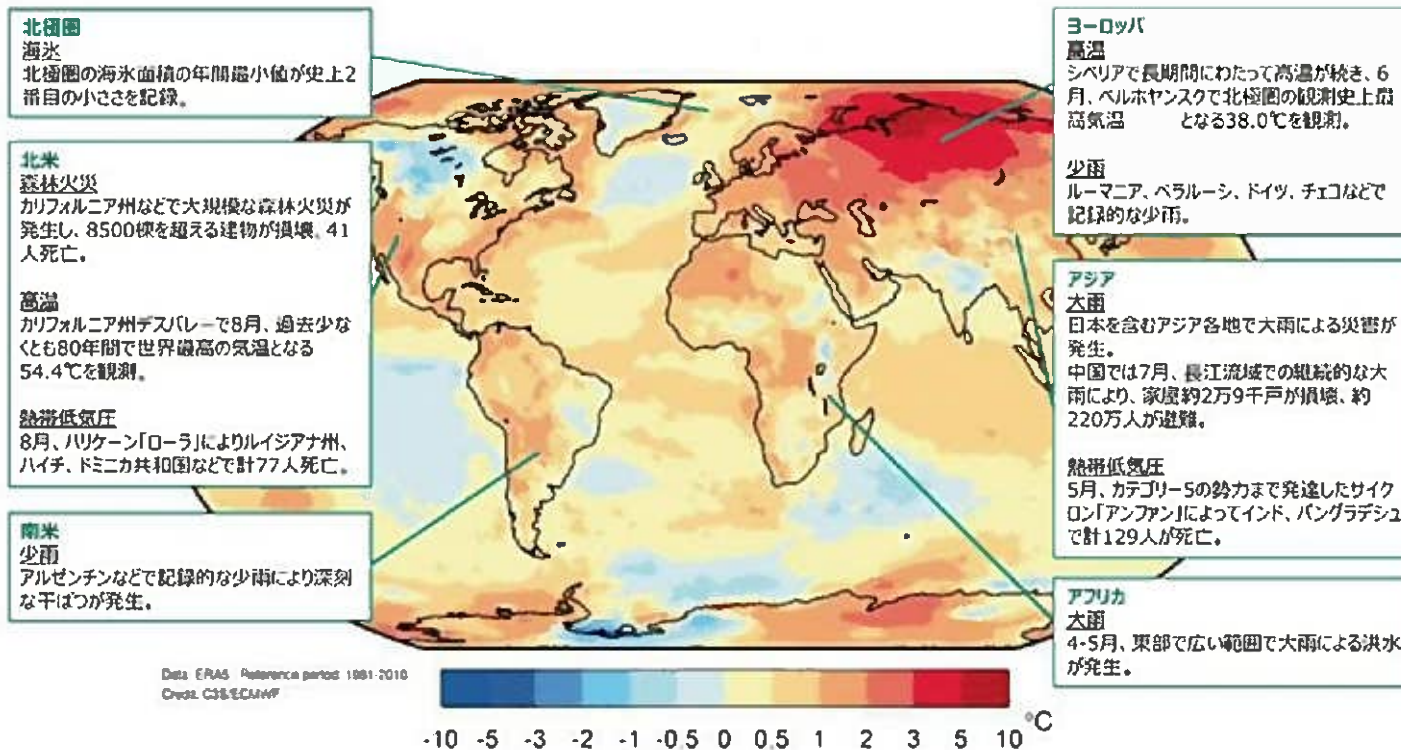 北極圏
海氷
北極圏の海氷面積の年間最小値が史上2
番目の小ささを記録。
北米
森林火災
カリフォルニア州などで大規模な森林火災が
発生し、8500棟を超える建物が損壊、41
人死亡。
高温
カリフォルニア州デスバレーで8月、過去少な
くとも80年間で世界最高の気温となる
54.4℃を観測。
熱帯低気圧
8月、ハリケーン「ローラ」によりルイジアナ州、
ハイチ、ドミニカ共和国などで計77人死亡。
南米
少雨
アルゼンチンなどで記録的な少雨により深刻
な干ばつが発生。
ヨーロッパ
高温
シベリアで長期間にわたって高温が続き、6
月、ベルホヤンスクで北極圏の観測史上最
高気温 となる38.0℃を観測。
少雨
ルーマニア、ベラルーシ、ドイツ、チェコなどで
記録的な少雨。
アジア
大雨
日本を含むアジア各地で大雨による災害が
発生。
中国では7月、長江流域での継続的な大
雨により、家屋約2万9千戸が損壊、約
220万人が避難。
熱帯低気圧
5月、カテゴリー5の勢力まで発達したサイク
ロン「アンファン」によってインド、バングラデシュ
で計129人が死亡。
アフリカ
大雨
4-5月、東部で広い範囲で大雨による洪水
が発生。
Data: ERA5 Reference period: 1981-2010
Credit: C3S/ECMWF
-10 -5 -3 -2 -1 -0.5 0 0.5 1 2 3 5 10 °C